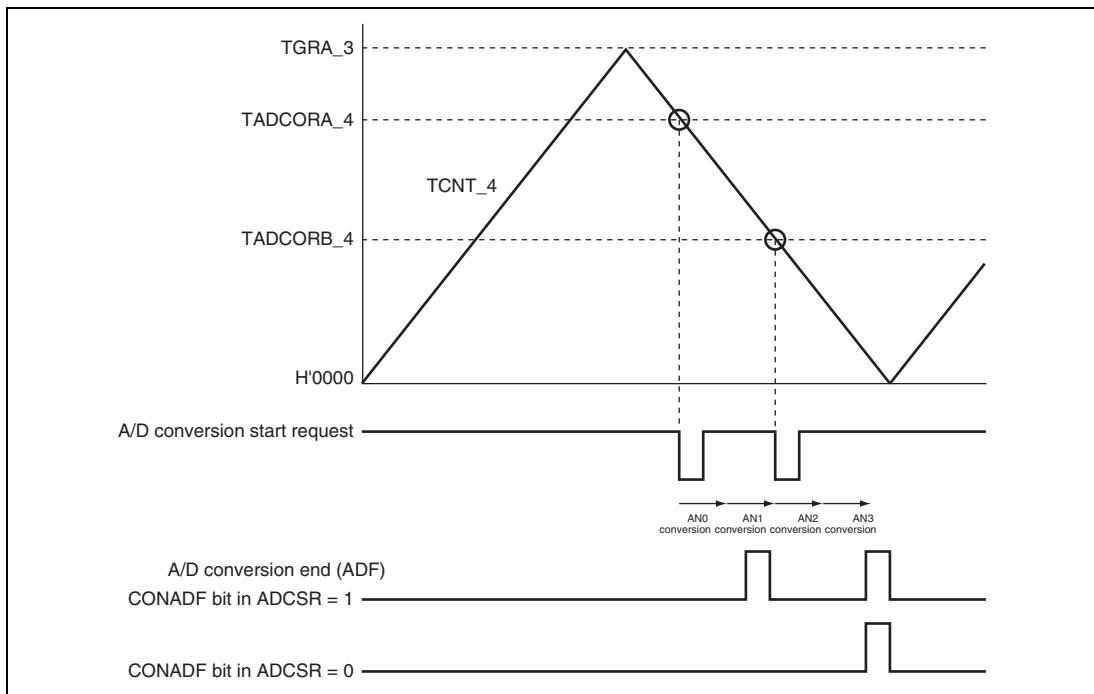 TGRA_3
TADCORA_4
TCNT_4
TADCORB_4
H'0000
A/D conversion start request
AN0 AN1 AN2 AN3
conversion conversion conversion conversion
A/D conversion end (ADF)
CONADF bit in ADCSR = 1
CONADF bit in ADCSR = 0